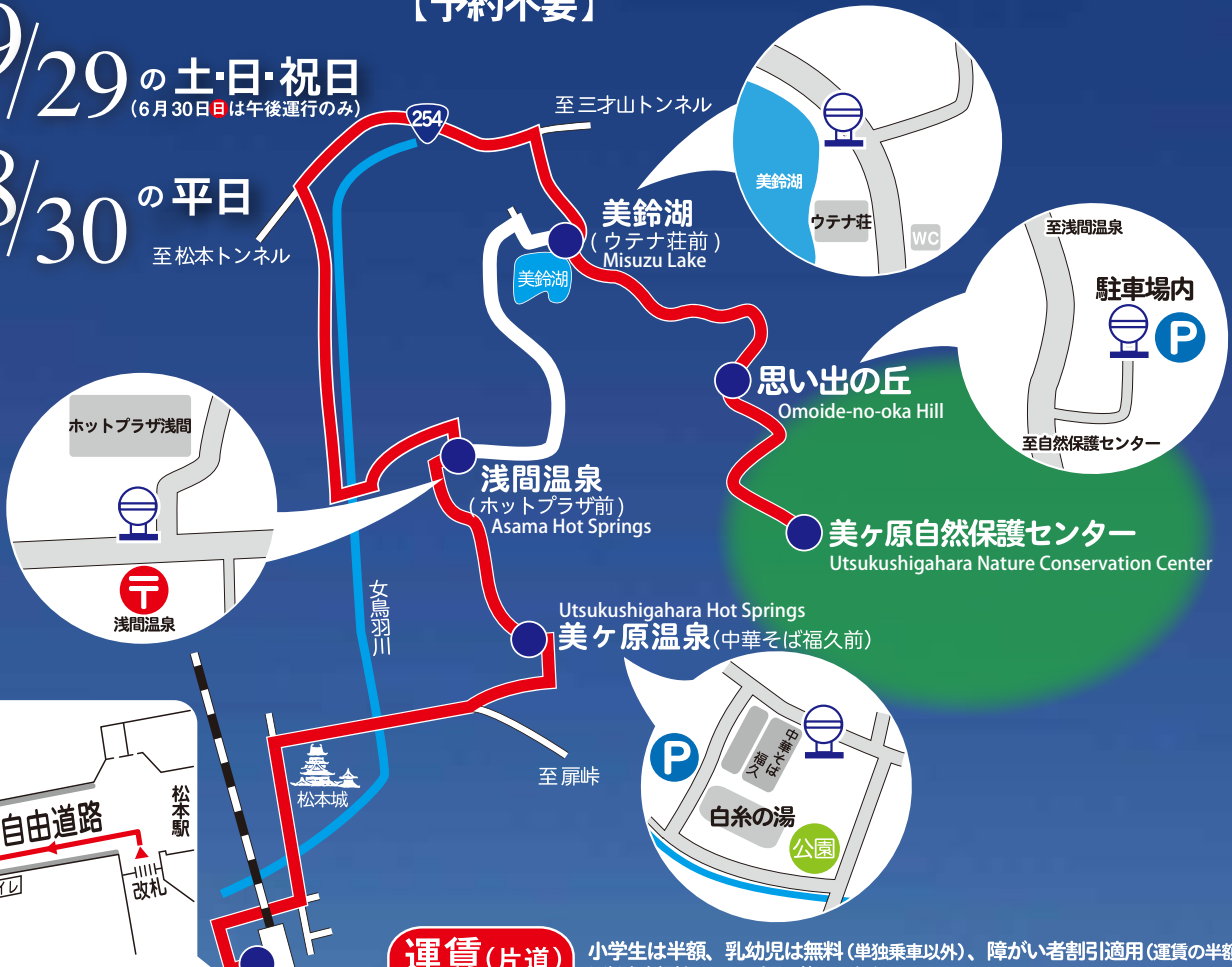 【予約不要】
9/29の土・日・祝日
(6月30日日は午後運行のみ)
8/30の平日
254
至三才山トンネル
至松本トンネル
美鈴湖
(ウテナ荘前)
Misuzu Lake
美鈴湖
美鈴湖
ウテナ荘
WC
至浅間温泉
駐車場内
P
至自然保護センター
思い出の丘
Omoide-no-oka Hill
ホットプラザ浅間
〒
浅間温泉
浅間温泉
(ホットプラザ前)
Asama Hot Springs
美ヶ原自然保護センター
Utsukushigahara Nature Conservation Center
女鳥羽川
Utsukushigahara Hot Springs
美ヶ原温泉(中華そば福久前)
P
中華そば
福久
白糸の湯
公園
至扉峠
松本城
自由道路
松本駅
改札
イレ
運賃(片道)
小学生は半額、乳幼児は無料(単独乗車以外)、障がい者割引適用(運賃の半額